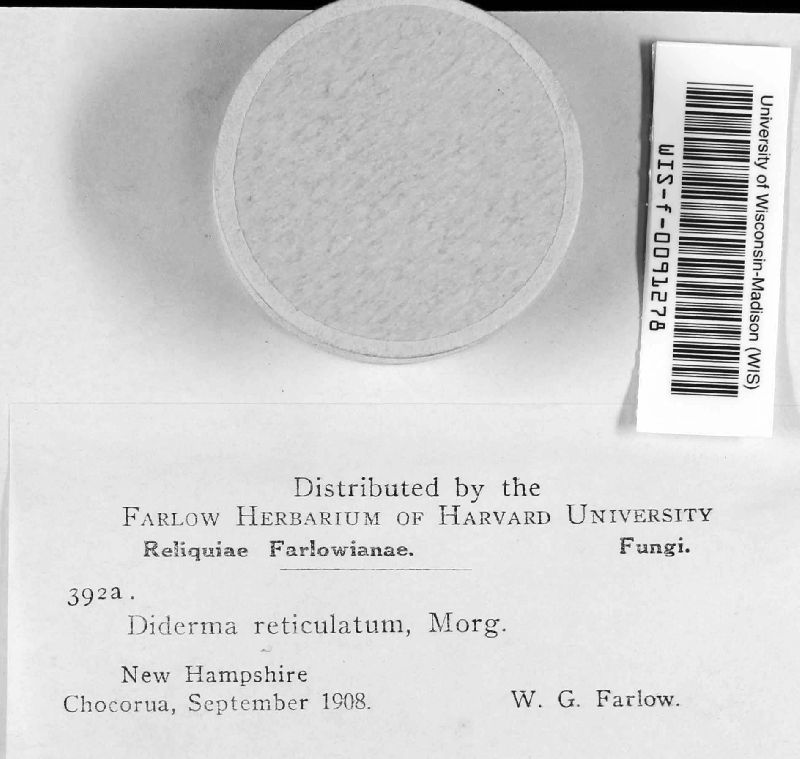 University of Wisconsin-Madison (WIS)
WIS-f-0091278
Distributed by the
FARLOW HERBARIUM OF HARVARD UNIVERSITY
Reliquiae Farlowianae. Fungi.
392a.
Diderma reticulatum, Morg.
New Hampshire
Chocorua, September 1908. W. G. Farlow.